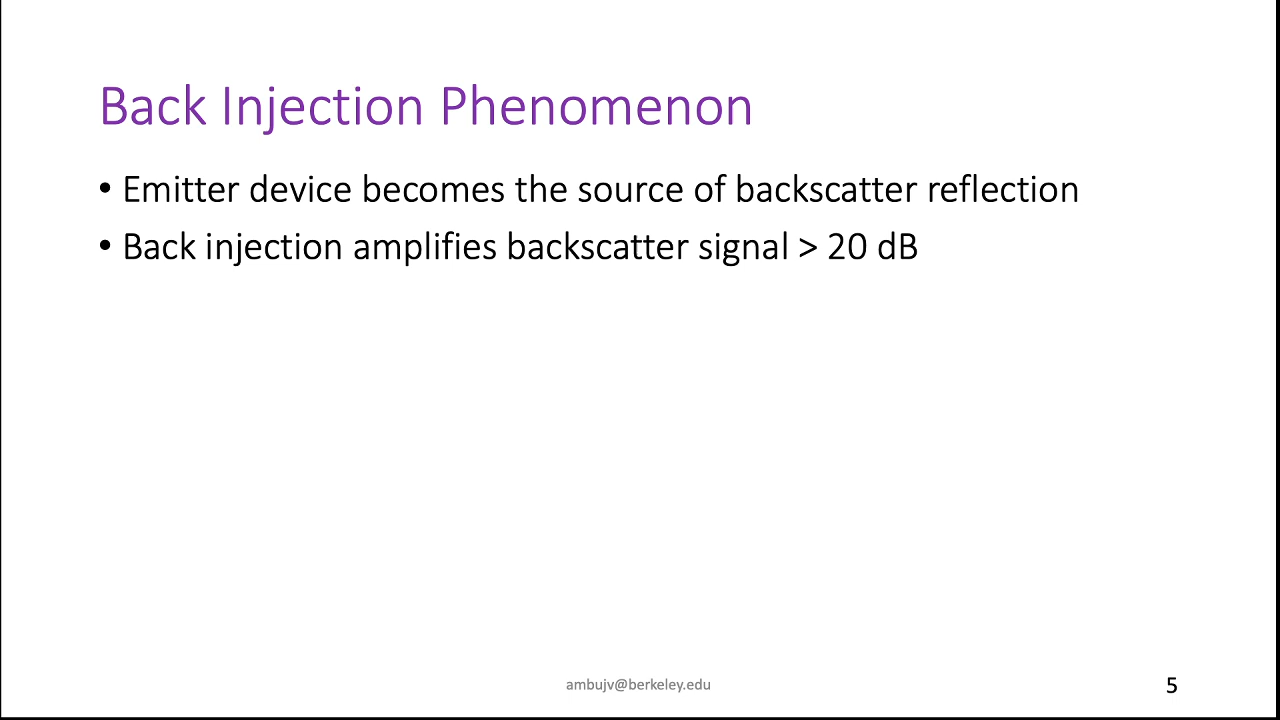 Back Injection Phenomenon
• Emitter device becomes the source of backscatter reflection
• Back injection amplifies backscatter signal > 20 dB
ambujv@berkeley.edu
5